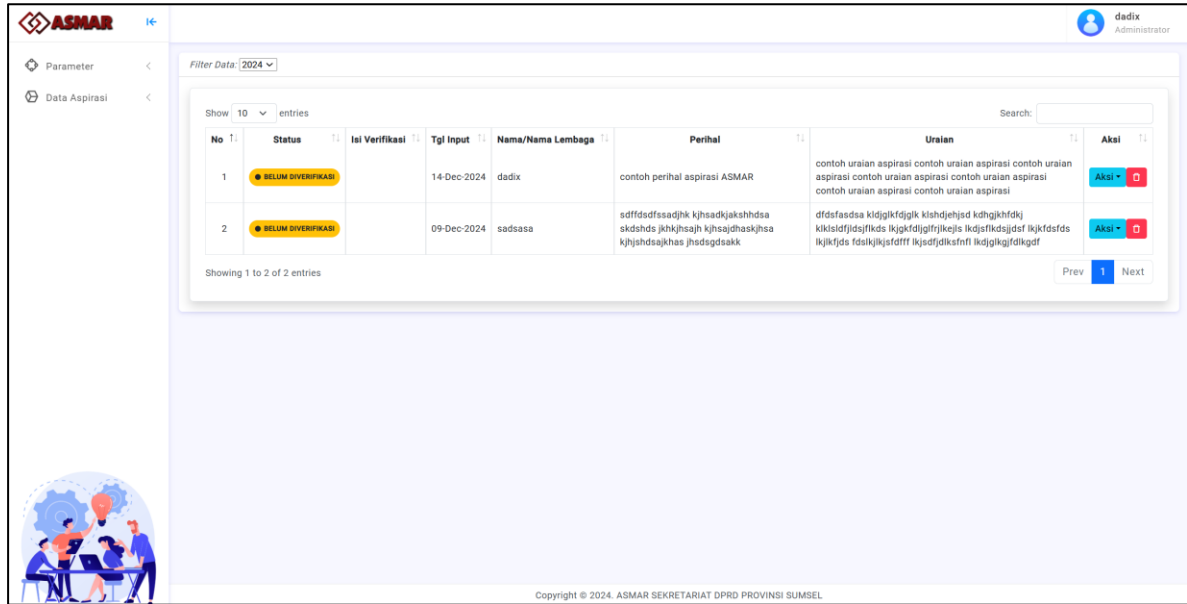 ASMAR
dadix
Administrator
Parameter
Data Aspirasi
Filter Data: 2024
Show 10 entries
Search:
No Status Isi Verifikasi Tgl Input Nama/Nama Lembaga Perihal Uraian Aksi
1 BELUM DIVERIFIKASI 14-Dec-2024 dadix contoh perihal aspirasi ASMAR
contoh uraian aspirasi contoh uraian aspirasi contoh uraian
aspirasi contoh uraian aspirasi contoh uraian aspirasi
contoh uraian aspirasi contoh uraian aspirasi
Aksi
2 BELUM DIVERIFIKASI 09-Dec-2024 sadsasa
sdffdsdfssadjhk kjhsadkjakshhdsa
skdshds jkhkjhsajh kjhsajdhaskjhsa
kjhjshdsajkhas jhsdsgdsakk
dfdsfasdsa kldjglkfdjglk klshdjehjsd kdhgjkhfdkj
klklsldfjldsjflkds lkjgkfdljglfrjlkejls lkdjsflkdsjjdsf lkjkfdsfds
lkjlkfjds fdslkjlkjsfdfff lkjsdfjdlksfnfl lkdjglkgjfdlkgdf
Aksi
Showing 1 to 2 of 2 entries
Prev 1 Next
Copyright © 2024. ASMAR SEKRETARIAT DPRD PROVINSI SUMSEL